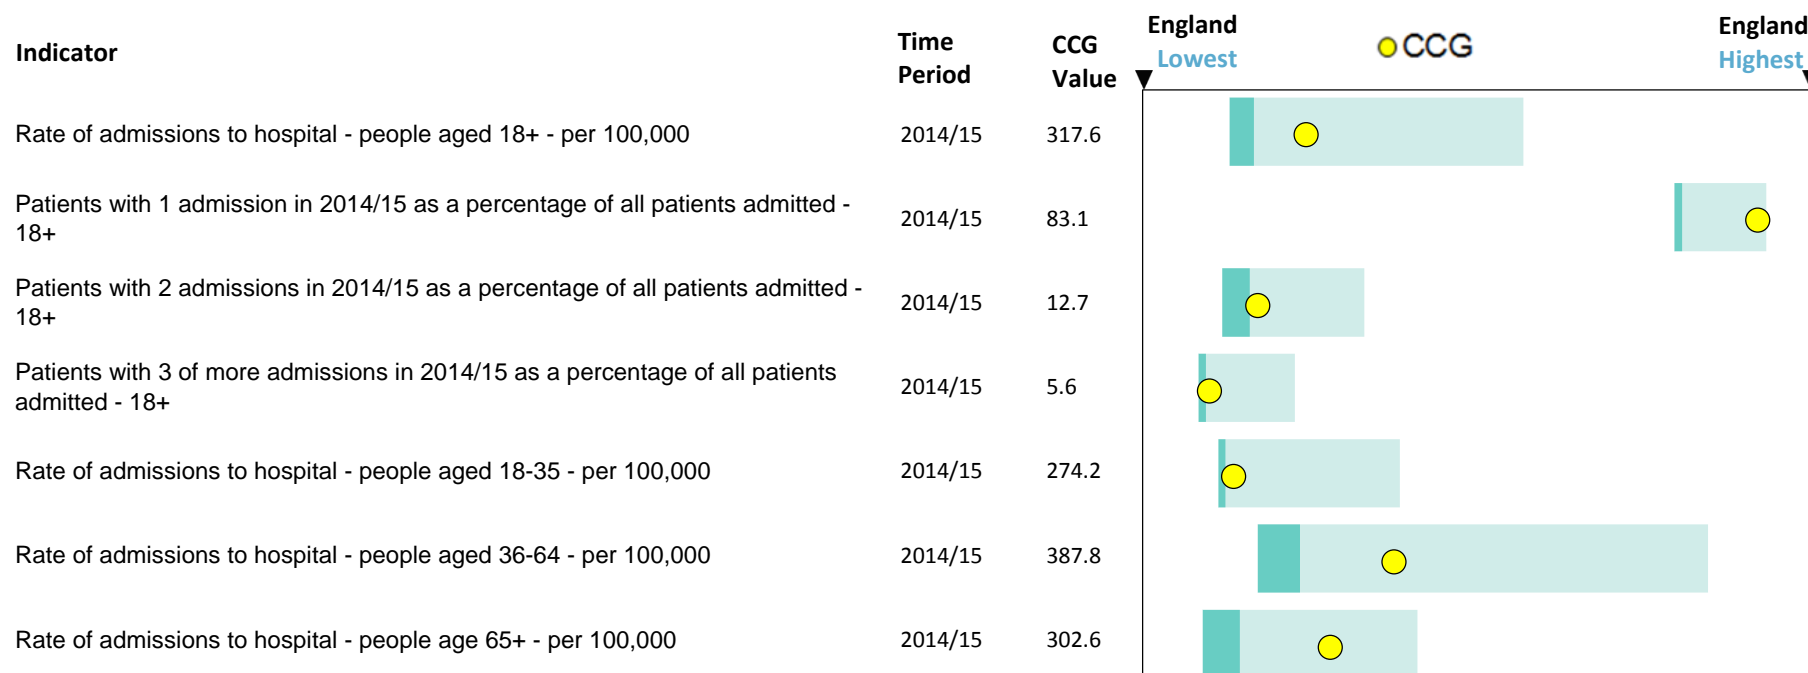 Indicator
Time Period
CCG Value
England Lowest
CCG
England Highest
Rate of admissions to hospital - people aged 18+ - per 100,000 2014/15 317.6
Patients with 1 admission in 2014/15 as a percentage of all patients admitted -
18+
2014/15 83.1
Patients with 2 admissions in 2014/15 as a percentage of all patients admitted -
18+
2014/15 12.7
Patients with 3 of more admissions in 2014/15 as a percentage of all patients
admitted - 18+
2014/15 5.6
Rate of admissions to hospital - people aged 18-35 - per 100,000 2014/15 274.2
Rate of admissions to hospital - people aged 36-64 - per 100,000 2014/15 387.8
Rate of admissions to hospital - people age 65+ - per 100,000 2014/15 302.6